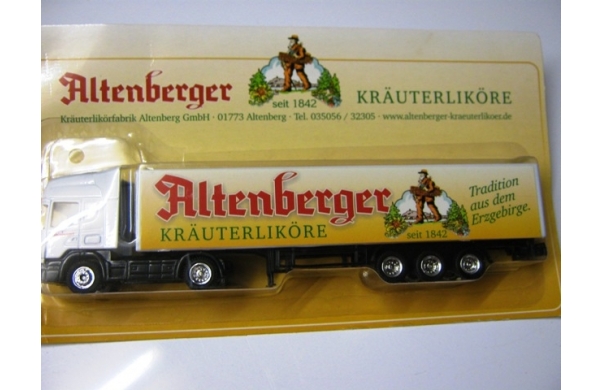 Altenberger
seit 1842
KRÄUTERLIKÖRE
Kräuterlikörfabrik Altenberg GmbH · 01773 Altenberg · Tel. 035056 / 32305 · www.altenberger-kraeuterlikoer.de
Altenberger
KRÄUTERLIKÖRE
seit 1842
Tradition
aus dem
Erzgebirge.